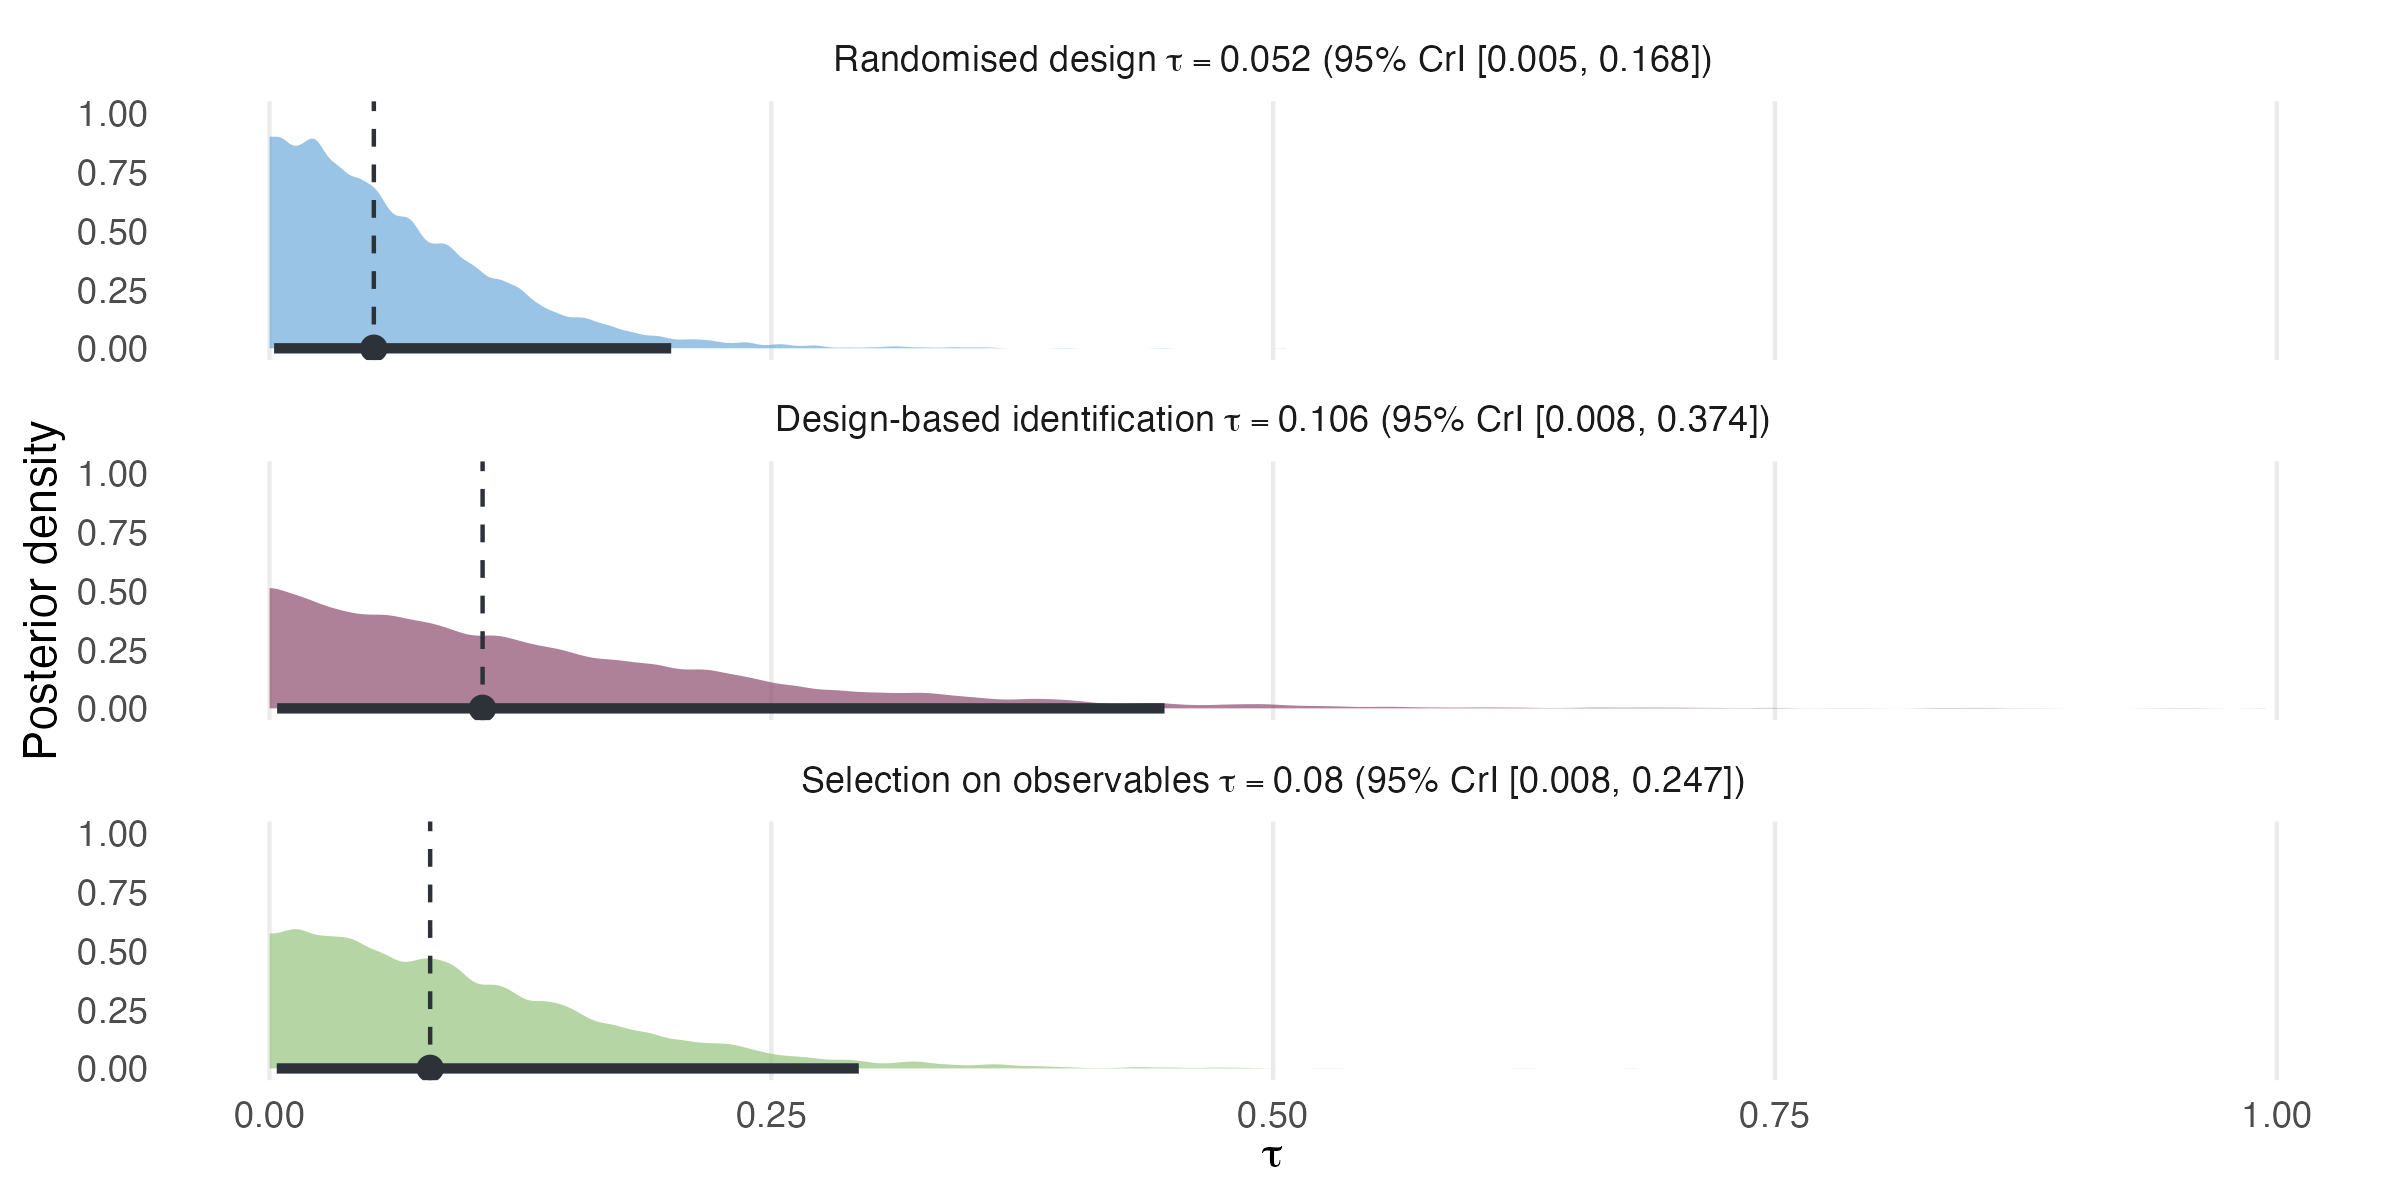 Randomised design τ = 0.052 (95% CrI [0.005, 0.168])
1.00
0.75
0.50
0.25
0.00
Design-based identification τ = 0.106 (95% CrI [0.008, 0.374])
1.00
0.75
0.50
0.25
0.00
Posterior density
Selection on observables τ = 0.08 (95% CrI [0.008, 0.247])
1.00
0.75
0.50
0.25
0.00
0.00 0.25 0.50 0.75 1.00
τ